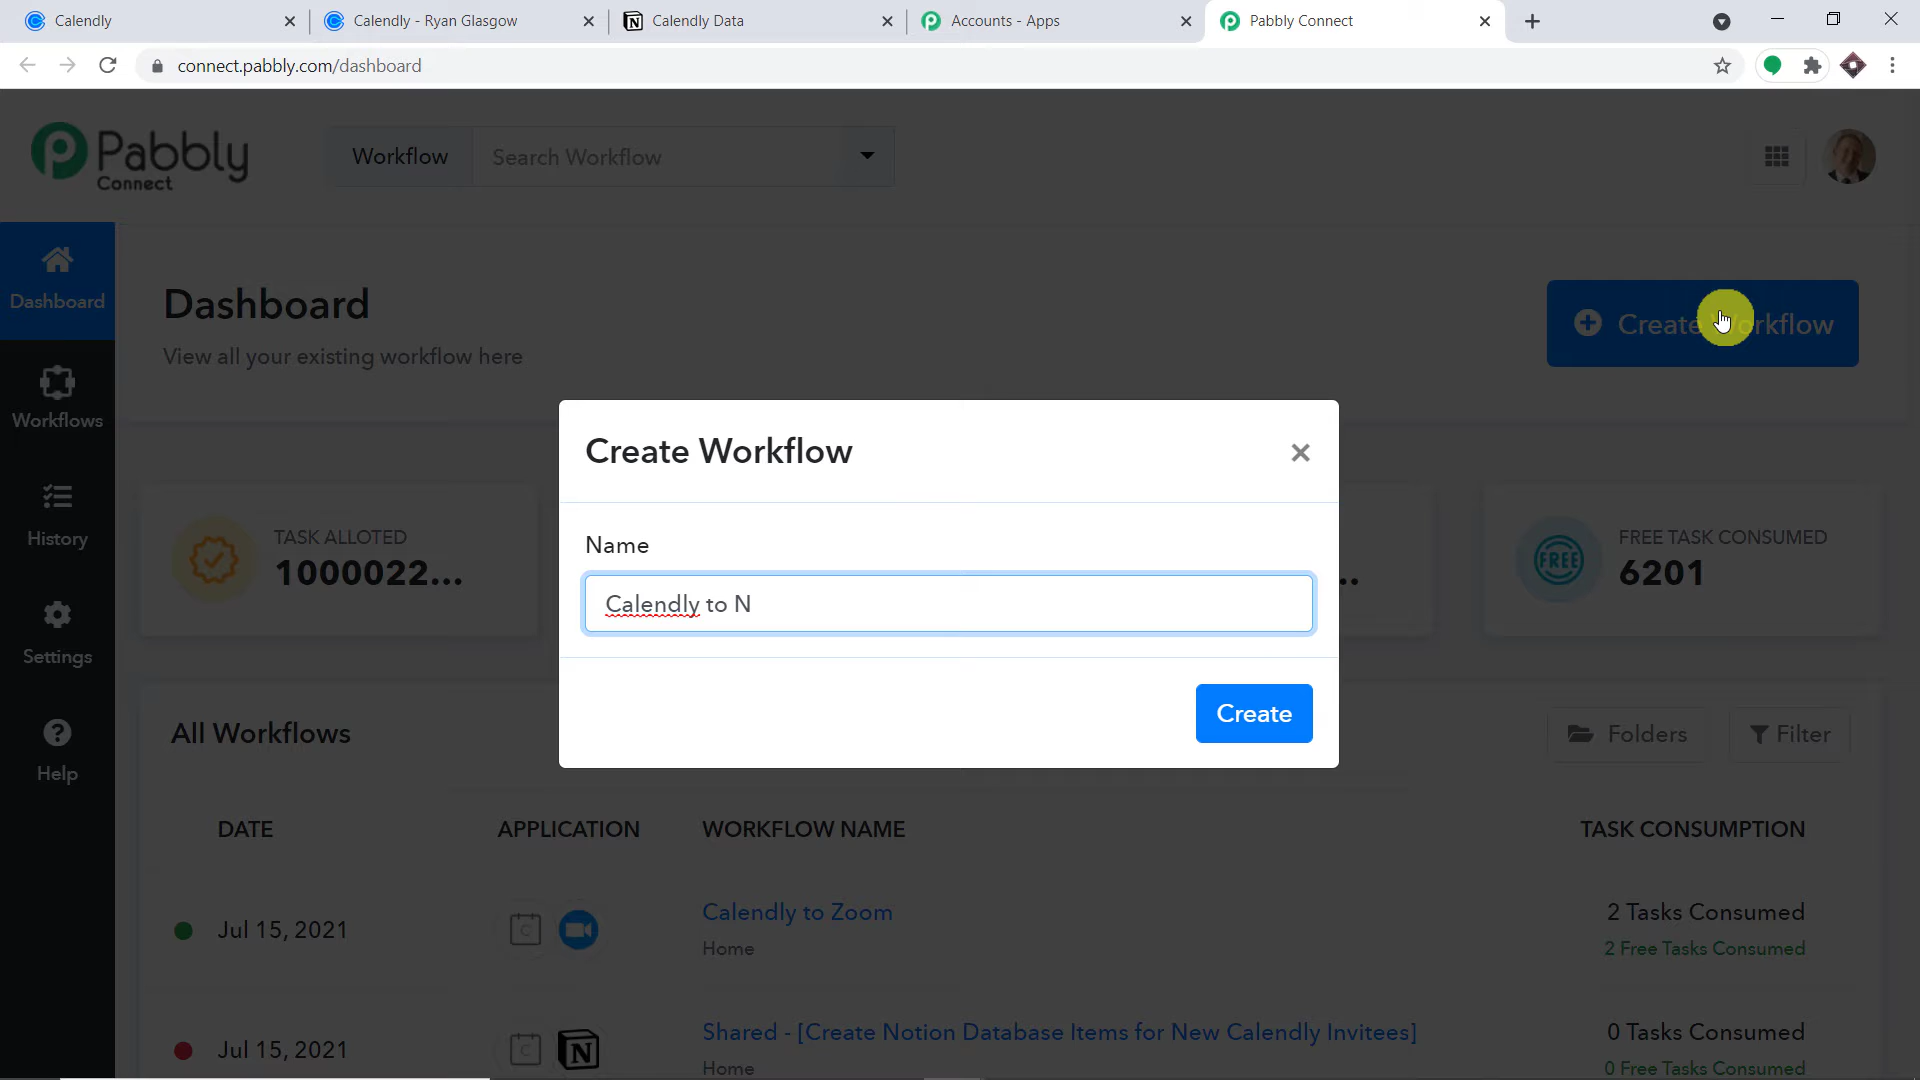 Calendly
Calendly - Ryan Glasgow
Calendly Data
Accounts - Apps
Pabbly Connect
connect.pabbly.com/dashboard
Pabbly
Connect
Workflow
Search Workflow
Dashboard
Workflows
History
Settings
Help
Dashboard
View all your existing workflow here
Create Workflow
Create Workflow
Name
Calendly to N
Create
TASK ALLOTED
1000022...
...
FREE
FREE TASK CONSUMED
6201
All Workflows
Folders
Filter
DATE
APPLICATION
WORKFLOW NAME
TASK CONSUMPTION
Jul 15, 2021
Calendly to Zoom
Home
2 Tasks Consumed
2 Free Tasks Consumed
Jul 15, 2021
Shared - [Create Notion Database Items for New Calendly Invitees]
Home
0 Tasks Consumed
0 Free Tasks Consumed